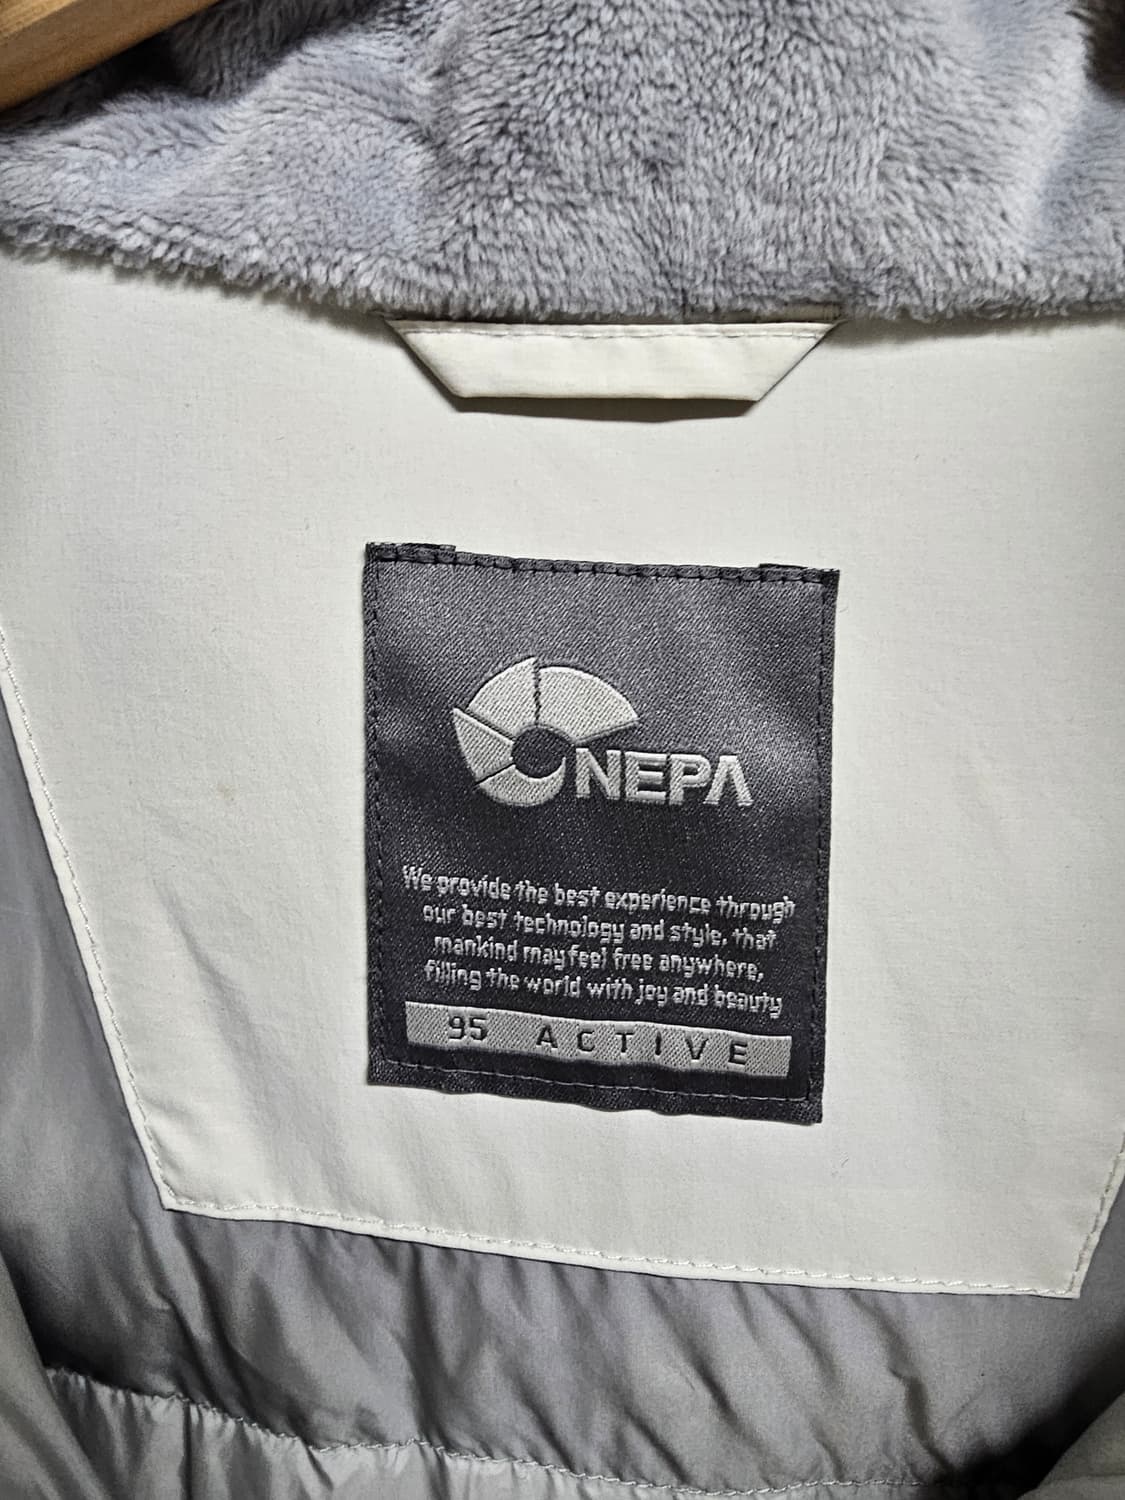 NEPA
We provide the best experience through
our best technology and style, that
mankind may feel free anywhere,
filling the world with joy and beauty
95 ACTIVE